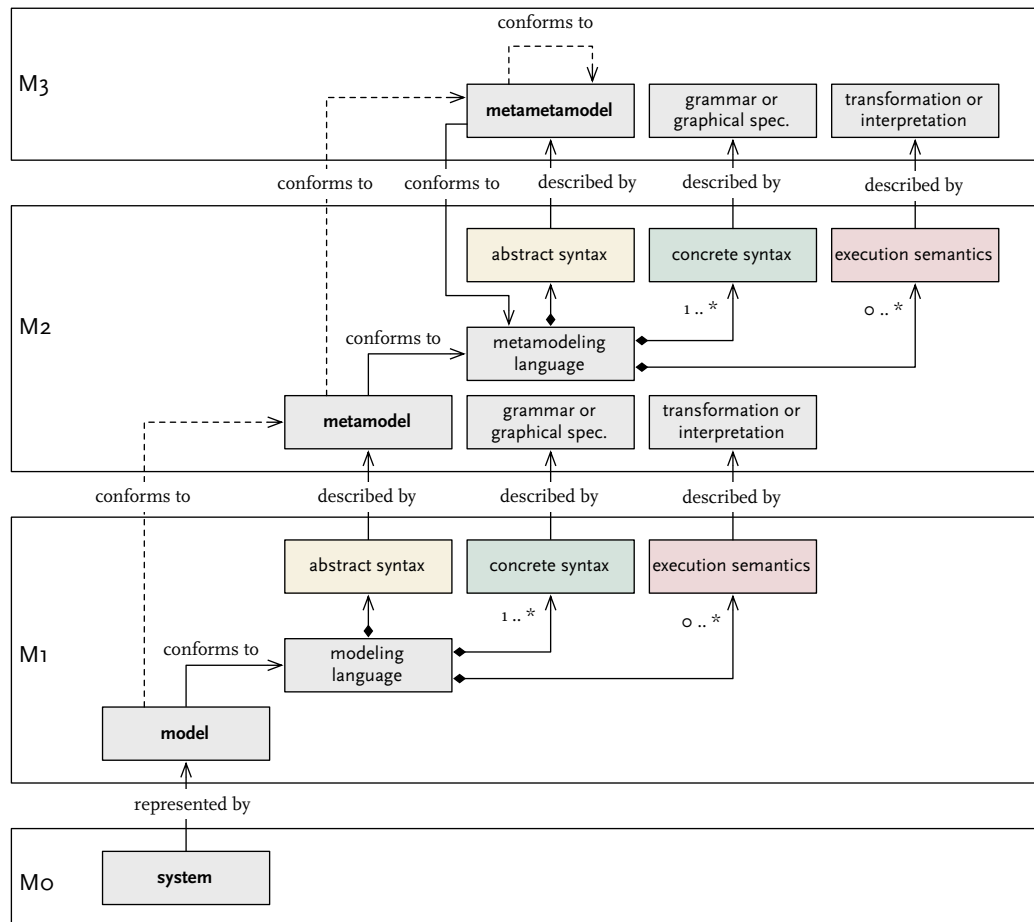 conforms to
M3
metametamodel
grammar or
graphical spec.
transformation or
interpretation
conforms to
conforms to
described by
described by
described by
M2
abstract syntax
concrete syntax
execution semantics
1 .. *
0 .. *
conforms to
metamodeling
language
metamodel
grammar or
graphical spec.
transformation or
interpretation
conforms to
described by
described by
described by
M1
abstract syntax
concrete syntax
execution semantics
1 .. *
0 .. *
conforms to
modeling
language
model
represented by
M0
system